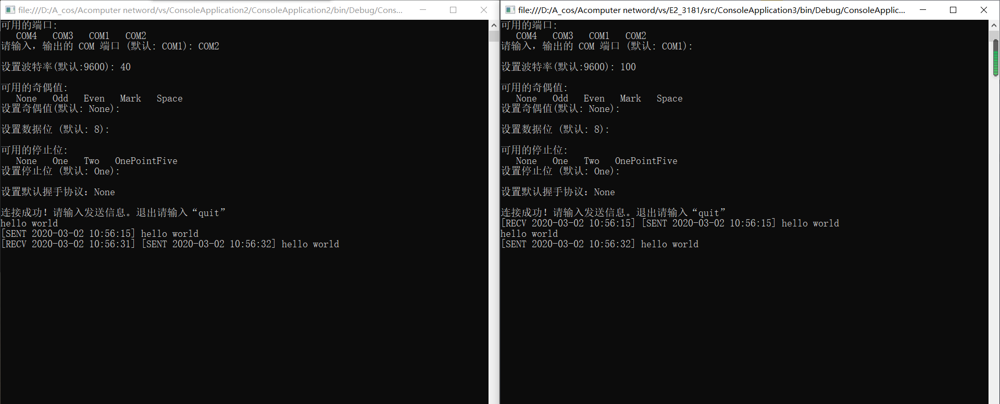 file:///D:/A_cos/Acomputer netword/vs/ConsoleApplication2/ConsoleApplication2/bin/Debug/Cons...
可用的端口:
COM4 COM3 COM1 COM2
请输入，输出的 COM 端口 (默认: COM1): COM2
设置波特率(默认:9600): 40
可用的奇偶值:
None Odd Even Mark Space
设置奇偶值(默认: None):
设置数据位 (默认: 8):
可用的停止位:
None One Two OnePointFive
设置停止位 (默认: One):
设置默认握手协议：None
连接成功！请输入发送信息。退出请输入“quit”
hello world
[SENT 2020-03-02 10:56:15] hello world
[RECV 2020-03-02 10:56:31] [SENT 2020-03-02 10:56:32] hello world
file:///D:/A_cos/Acomputer netword/vs/E2_3181/src/ConsoleApplication3/bin/Debug/ConsoleApplic...
可用的端口:
COM4 COM3 COM1 COM2
请输入，输出的 COM 端口 (默认: COM1):
设置波特率(默认:9600): 100
可用的奇偶值:
None Odd Even Mark Space
设置奇偶值(默认: None):
设置数据位 (默认: 8):
可用的停止位:
None One Two OnePointFive
设置停止位 (默认: One):
设置默认握手协议：None
连接成功！请输入发送信息。退出请输入“quit”
[RECV 2020-03-02 10:56:15] [SENT 2020-03-02 10:56:15] hello world
hello world
[SENT 2020-03-02 10:56:32] hello world